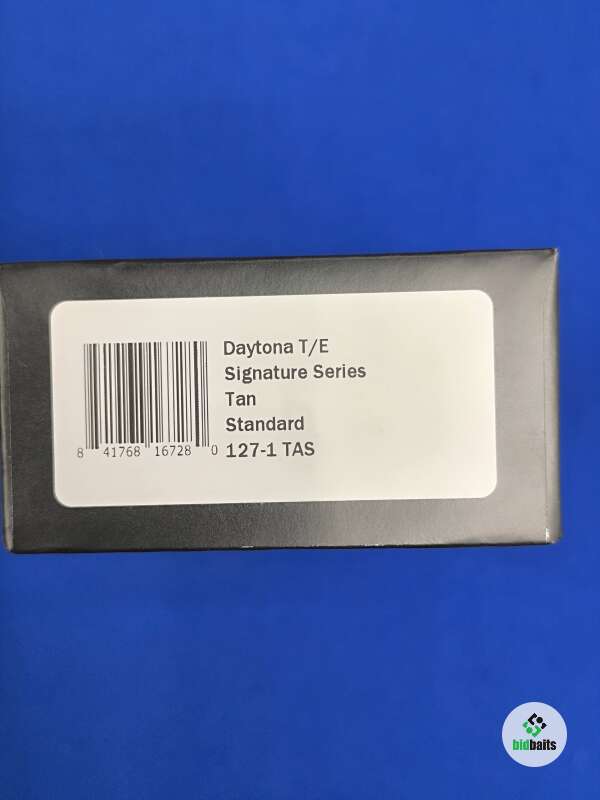 Daytona T/E
Signature Series
Tan
Standard
127-1 TAS
8 41768 16728 0
bidbaits